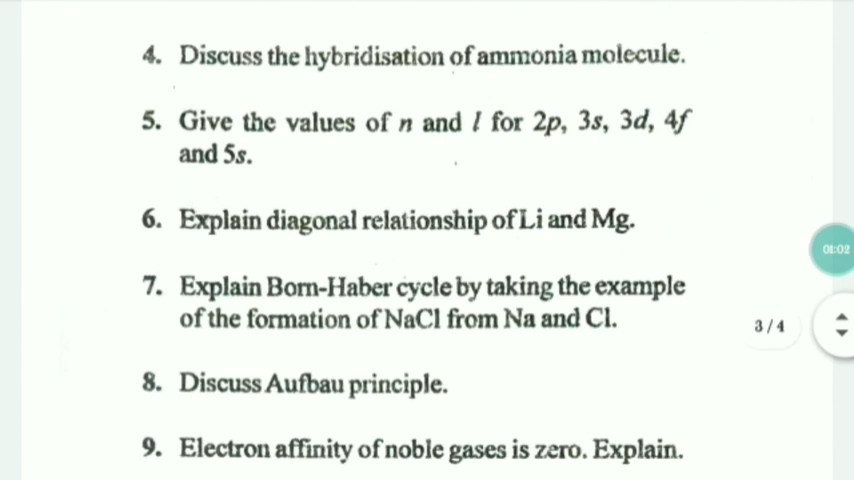 4. Discuss the hybridisation of ammonia molecule.
5. Give the values of n and l for 2p, 3s, 3d, 4f
and 5s.
6. Explain diagonal relationship of Li and Mg.
01:02
7. Explain Born-Haber cycle by taking the example
of the formation of NaCl from Na and Cl.
3/4
8. Discuss Aufbau principle.
9. Electron affinity of noble gases is zero. Explain.